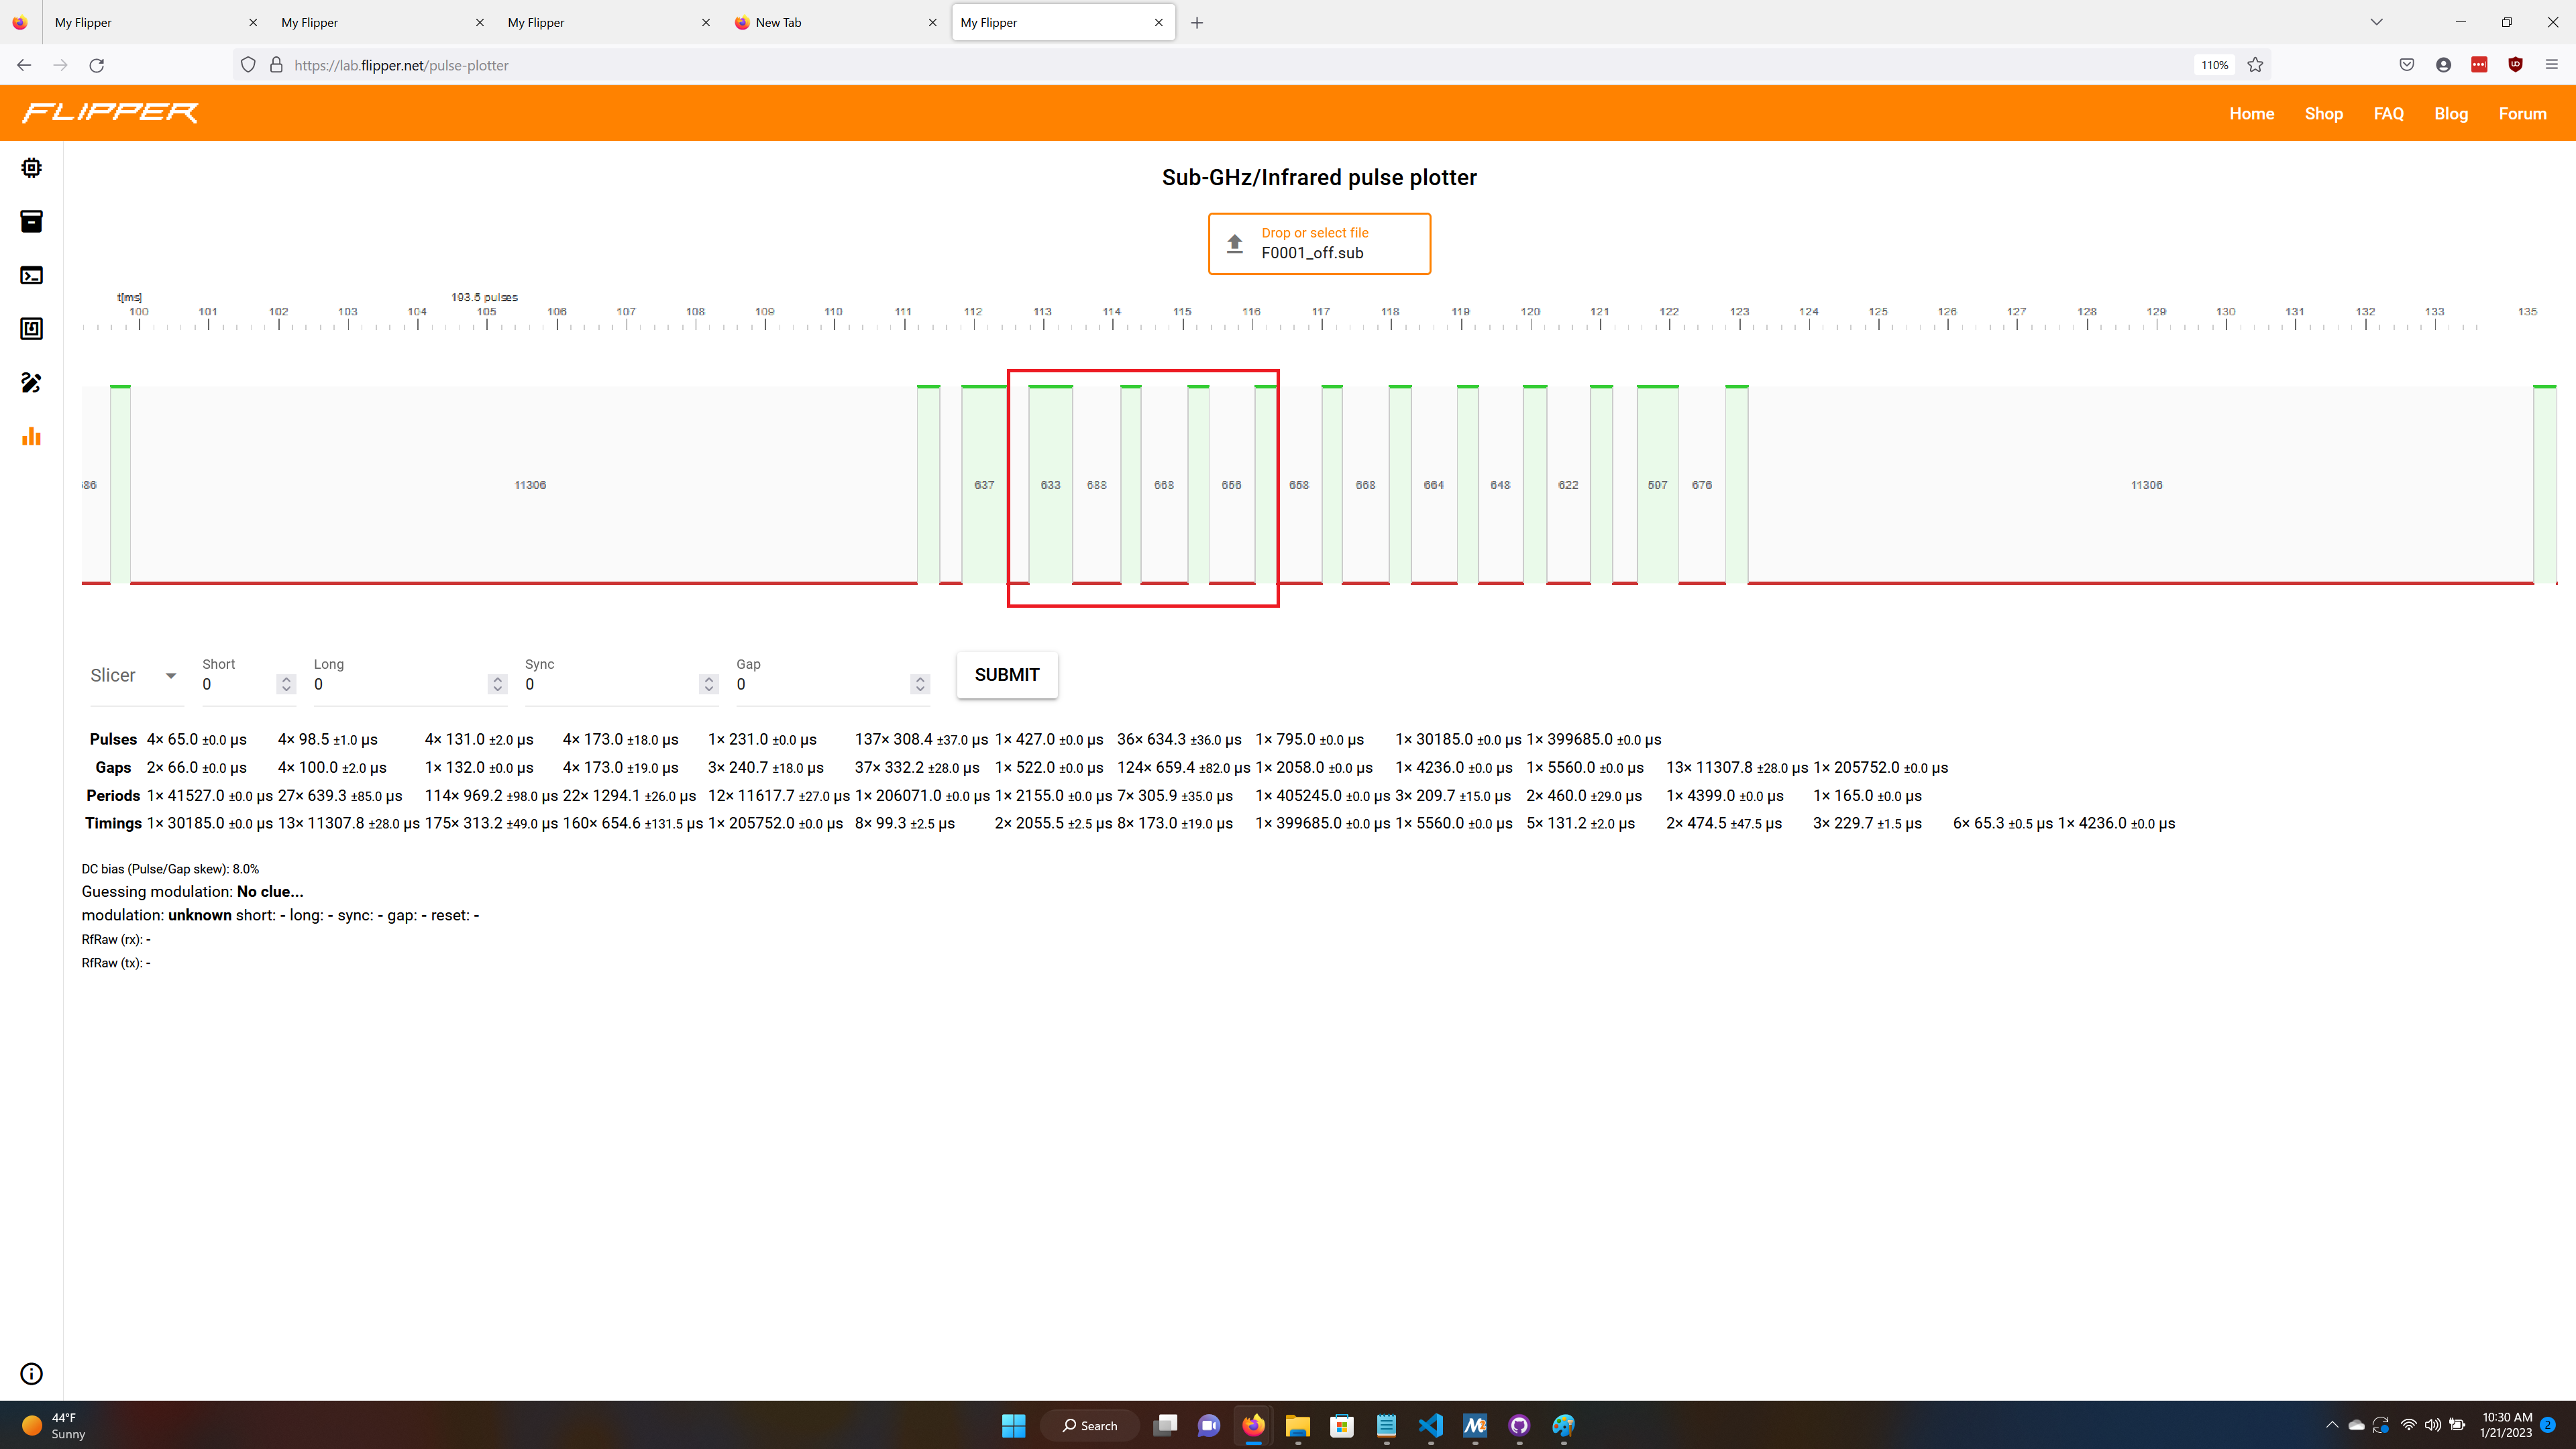 My Flipper
My Flipper
My Flipper
New Tab
My Flipper
https://lab.flipper.net/pulse-plotter
110%
FLIPPER
Home Shop FAQ Blog Forum
Sub-GHz/Infrared pulse plotter
Drop or select file
F0001_off.sub
t[ms] 193.5 pulses
100 101 102 103 104 105 106 107 108 109 110 111 112 113 114 115 116 117 118 119 120 121 122 123 124 125 126 127 128 129 130 131 132 133 135
11306 637 633 688 668 656 658 668 664 648 622 597 676 11306
Slicer
Short
0
Long
0
Sync
0
Gap
0
SUBMIT
Pulses 4× 65.0 ±0.0 µs 4× 98.5 ±1.0 µs 4× 131.0 ±2.0 µs 4× 173.0 ±18.0 µs 1× 231.0 ±0.0 µs 137× 308.4 ±37.0 µs 1× 427.0 ±0.0 µs 36× 634.3 ±36.0 µs 1× 795.0 ±0.0 µs 1× 30185.0 ±0.0 µs 1× 399685.0 ±0.0 µs
Gaps 2× 66.0 ±0.0 µs 4× 100.0 ±2.0 µs 1× 132.0 ±0.0 µs 4× 173.0 ±19.0 µs 3× 240.7 ±18.0 µs 37× 332.2 ±28.0 µs 1× 522.0 ±0.0 µs 124× 659.4 ±82.0 µs 1× 2058.0 ±0.0 µs 1× 4236.0 ±0.0 µs 1× 5560.0 ±0.0 µs 13× 11307.8 ±28.0 µs 1× 205752.0 ±0.0 µs
Periods 1× 41527.0 ±0.0 µs 27× 639.3 ±85.0 µs 114× 969.2 ±98.0 µs 22× 1294.1 ±26.0 µs 12× 11617.7 ±27.0 µs 1× 206071.0 ±0.0 µs 1× 2155.0 ±0.0 µs 7× 305.9 ±35.0 µs 1× 405245.0 ±0.0 µs 3× 209.7 ±15.0 µs 2× 460.0 ±29.0 µs 1× 4399.0 ±0.0 µs 1× 165.0 ±0.0 µs
Timings 1× 30185.0 ±0.0 µs 13× 11307.8 ±28.0 µs 175× 313.2 ±49.0 µs 160× 654.6 ±131.5 µs 1× 205752.0 ±0.0 µs 8× 99.3 ±2.5 µs 2× 2055.5 ±2.5 µs 8× 173.0 ±19.0 µs 1× 399685.0 ±0.0 µs 1× 5560.0 ±0.0 µs 5× 131.2 ±2.0 µs 2× 474.5 ±47.5 µs 3× 229.7 ±1.5 µs 6× 65.3 ±0.5 µs 1× 4236.0 ±0.0 µs
DC bias (Pulse/Gap skew): 8.0%
Guessing modulation: No clue...
modulation: unknown short: - long: - sync: - gap: - reset: -
RfRaw (rx): -
RfRaw (tx): -
44°F
Sunny
Search
10:30 AM
1/21/2023
2